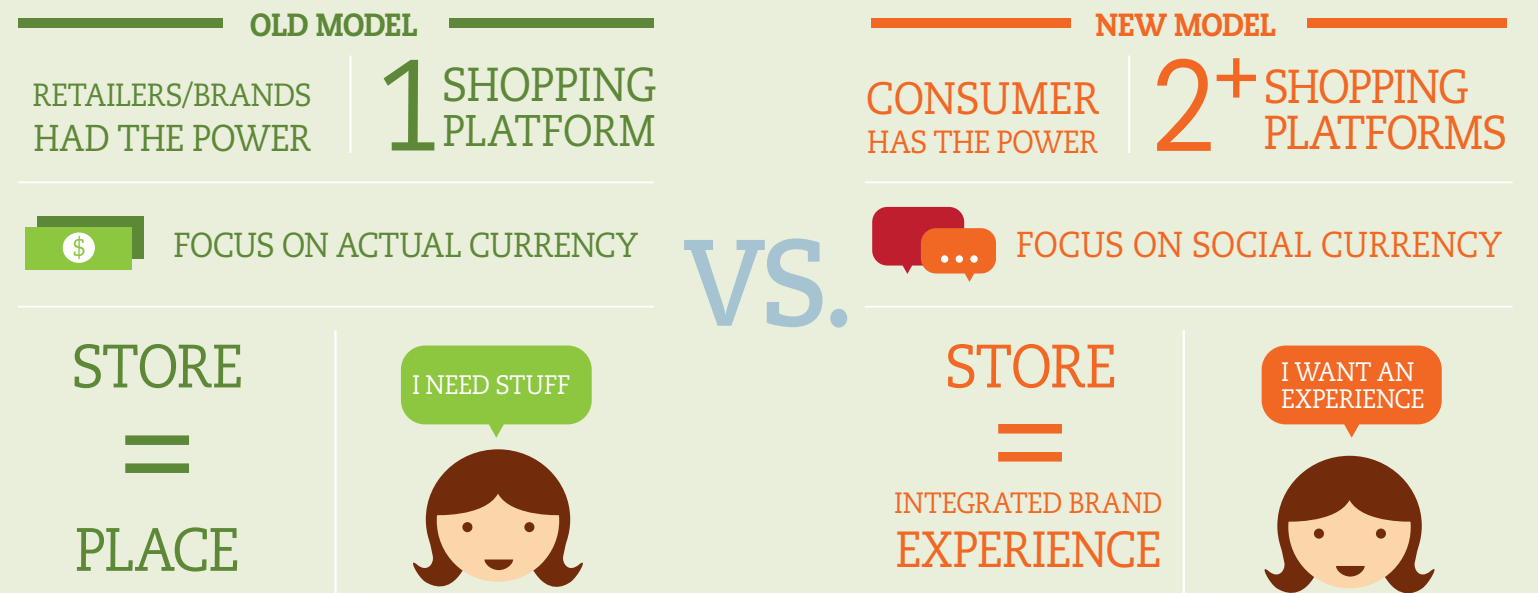 OLD MODEL
RETAILERS/BRANDS
HAD THE POWER
1 SHOPPING
PLATFORM
$
FOCUS ON ACTUAL CURRENCY
STORE
=
PLACE
I NEED STUFF
VS.
NEW MODEL
CONSUMER
HAS THE POWER
2+ SHOPPING
PLATFORMS
FOCUS ON SOCIAL CURRENCY
STORE
=
INTEGRATED BRAND
EXPERIENCE
I WANT AN
EXPERIENCE